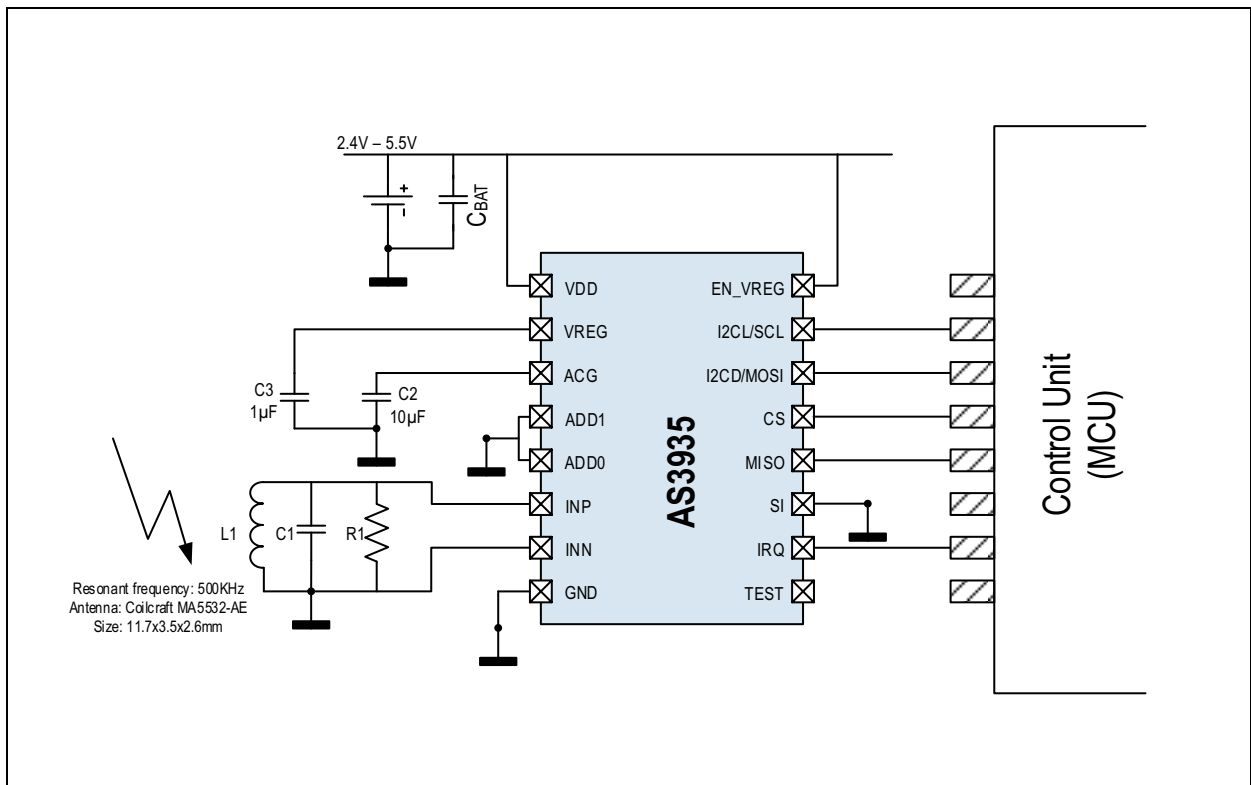 2.4V – 5.5V
+
-
CBAT
VDD
VREG
ACG
ADD1
ADD0
INP
INN
GND
AS3935
EN_VREG
I2CL/SCL
I2CD/MOSI
CS
MISO
SI
IRQ
TEST
Control Unit
(MCU)
C3
1µF
C2
10µF
L1
C1
R1
Resonant frequency: 500KHz
Antenna: Coilcraft MA5532-AE
Size: 11.7x3.5x2.6mm